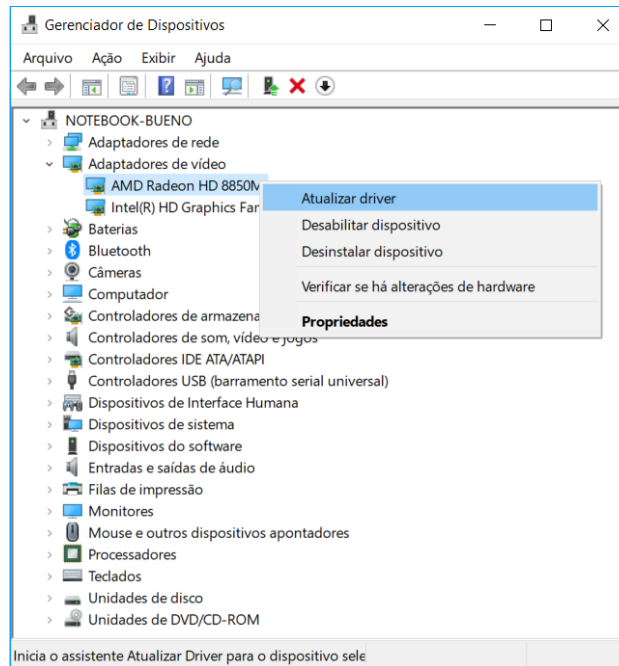 Gerenciador de Dispositivos
Arquivo Ação Exibir Ajuda
NOTEBOOK-BUENO
Adaptadores de rede
Adaptadores de vídeo
AMD Radeon HD 8850M
Atualizar driver
Intel(R) HD Graphics Far
Desabilitar dispositivo
Baterias
Bluetooth
Desinstalar dispositivo
Câmeras
Verificar se há alterações de hardware
Computador
Controladores de armazena
Propriedades
Controladores de som, vídeo e jogos
Controladores IDE ATA/ATAPI
Controladores USB (barramento serial universal)
Dispositivos de Interface Humana
Dispositivos de sistema
Dispositivos do software
Entradas e saídas de áudio
Filas de impressão
Monitores
Mouse e outros dispositivos apontadores
Processadores
Teclados
Unidades de disco
Unidades de DVD/CD-ROM
Inicia o assistente Atualizar Driver para o dispositivo sele